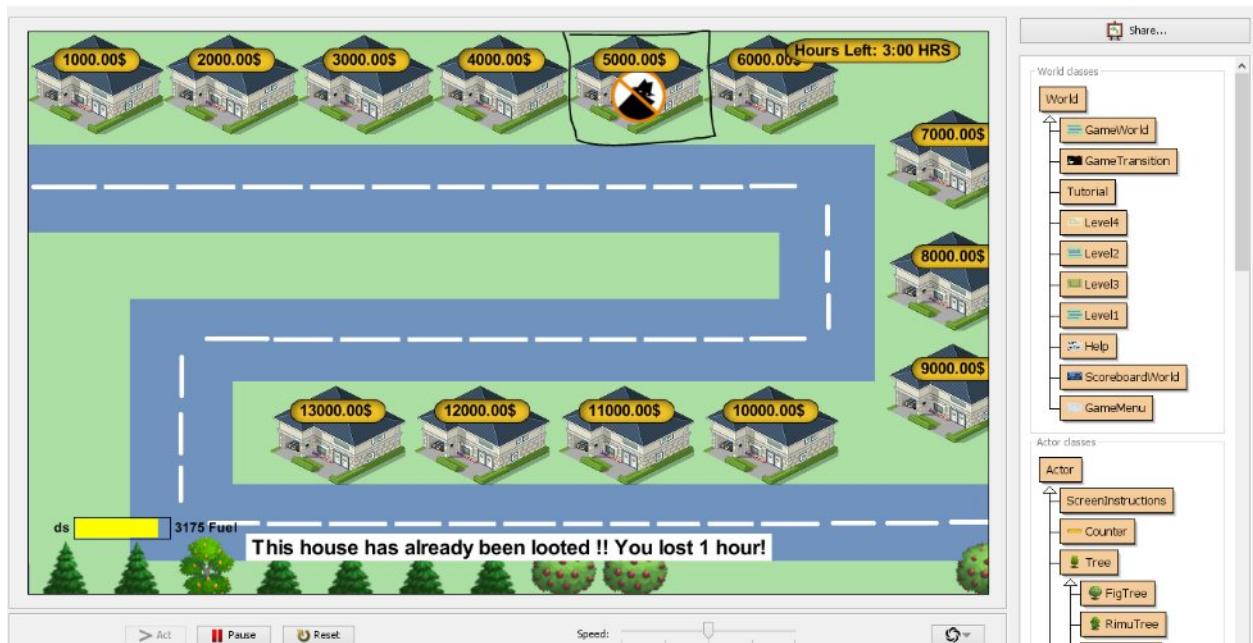 1000.00$ 2000.00$ 3000.00$ 4000.00$ 5000.00$ 6000.00$ Hours Left: 3:00 HRS
7000.00$
8000.00$
9000.00$
13000.00$ 12000.00$ 11000.00$ 10000.00$
ds 3175 Fuel
This house has already been looted !! You lost 1 hour!
> Act Pause Reset Speed:
Share...
World classes
World
GameWorld
GameTransition
Tutorial
Level4
Level2
Level3
Level1
Help
ScoreboardWorld
GameMenu
Actor classes
Actor
ScreenInstructions
Counter
Tree
FigTree
RimuTree